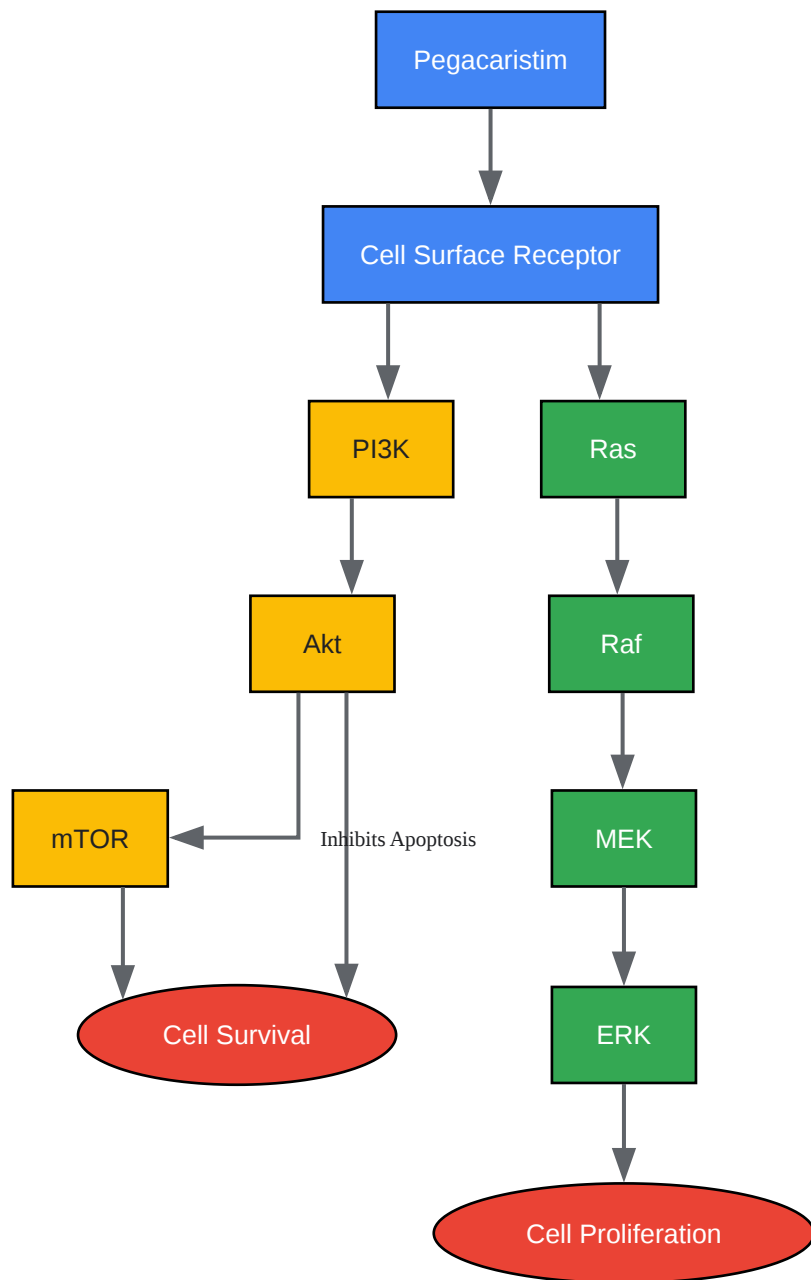 Pegacaristim
Cell Surface Receptor
PI3K
Ras
Akt
Raf
mTOR
Inhibits Apoptosis
MEK
Cell Survival
ERK
Cell Proliferation